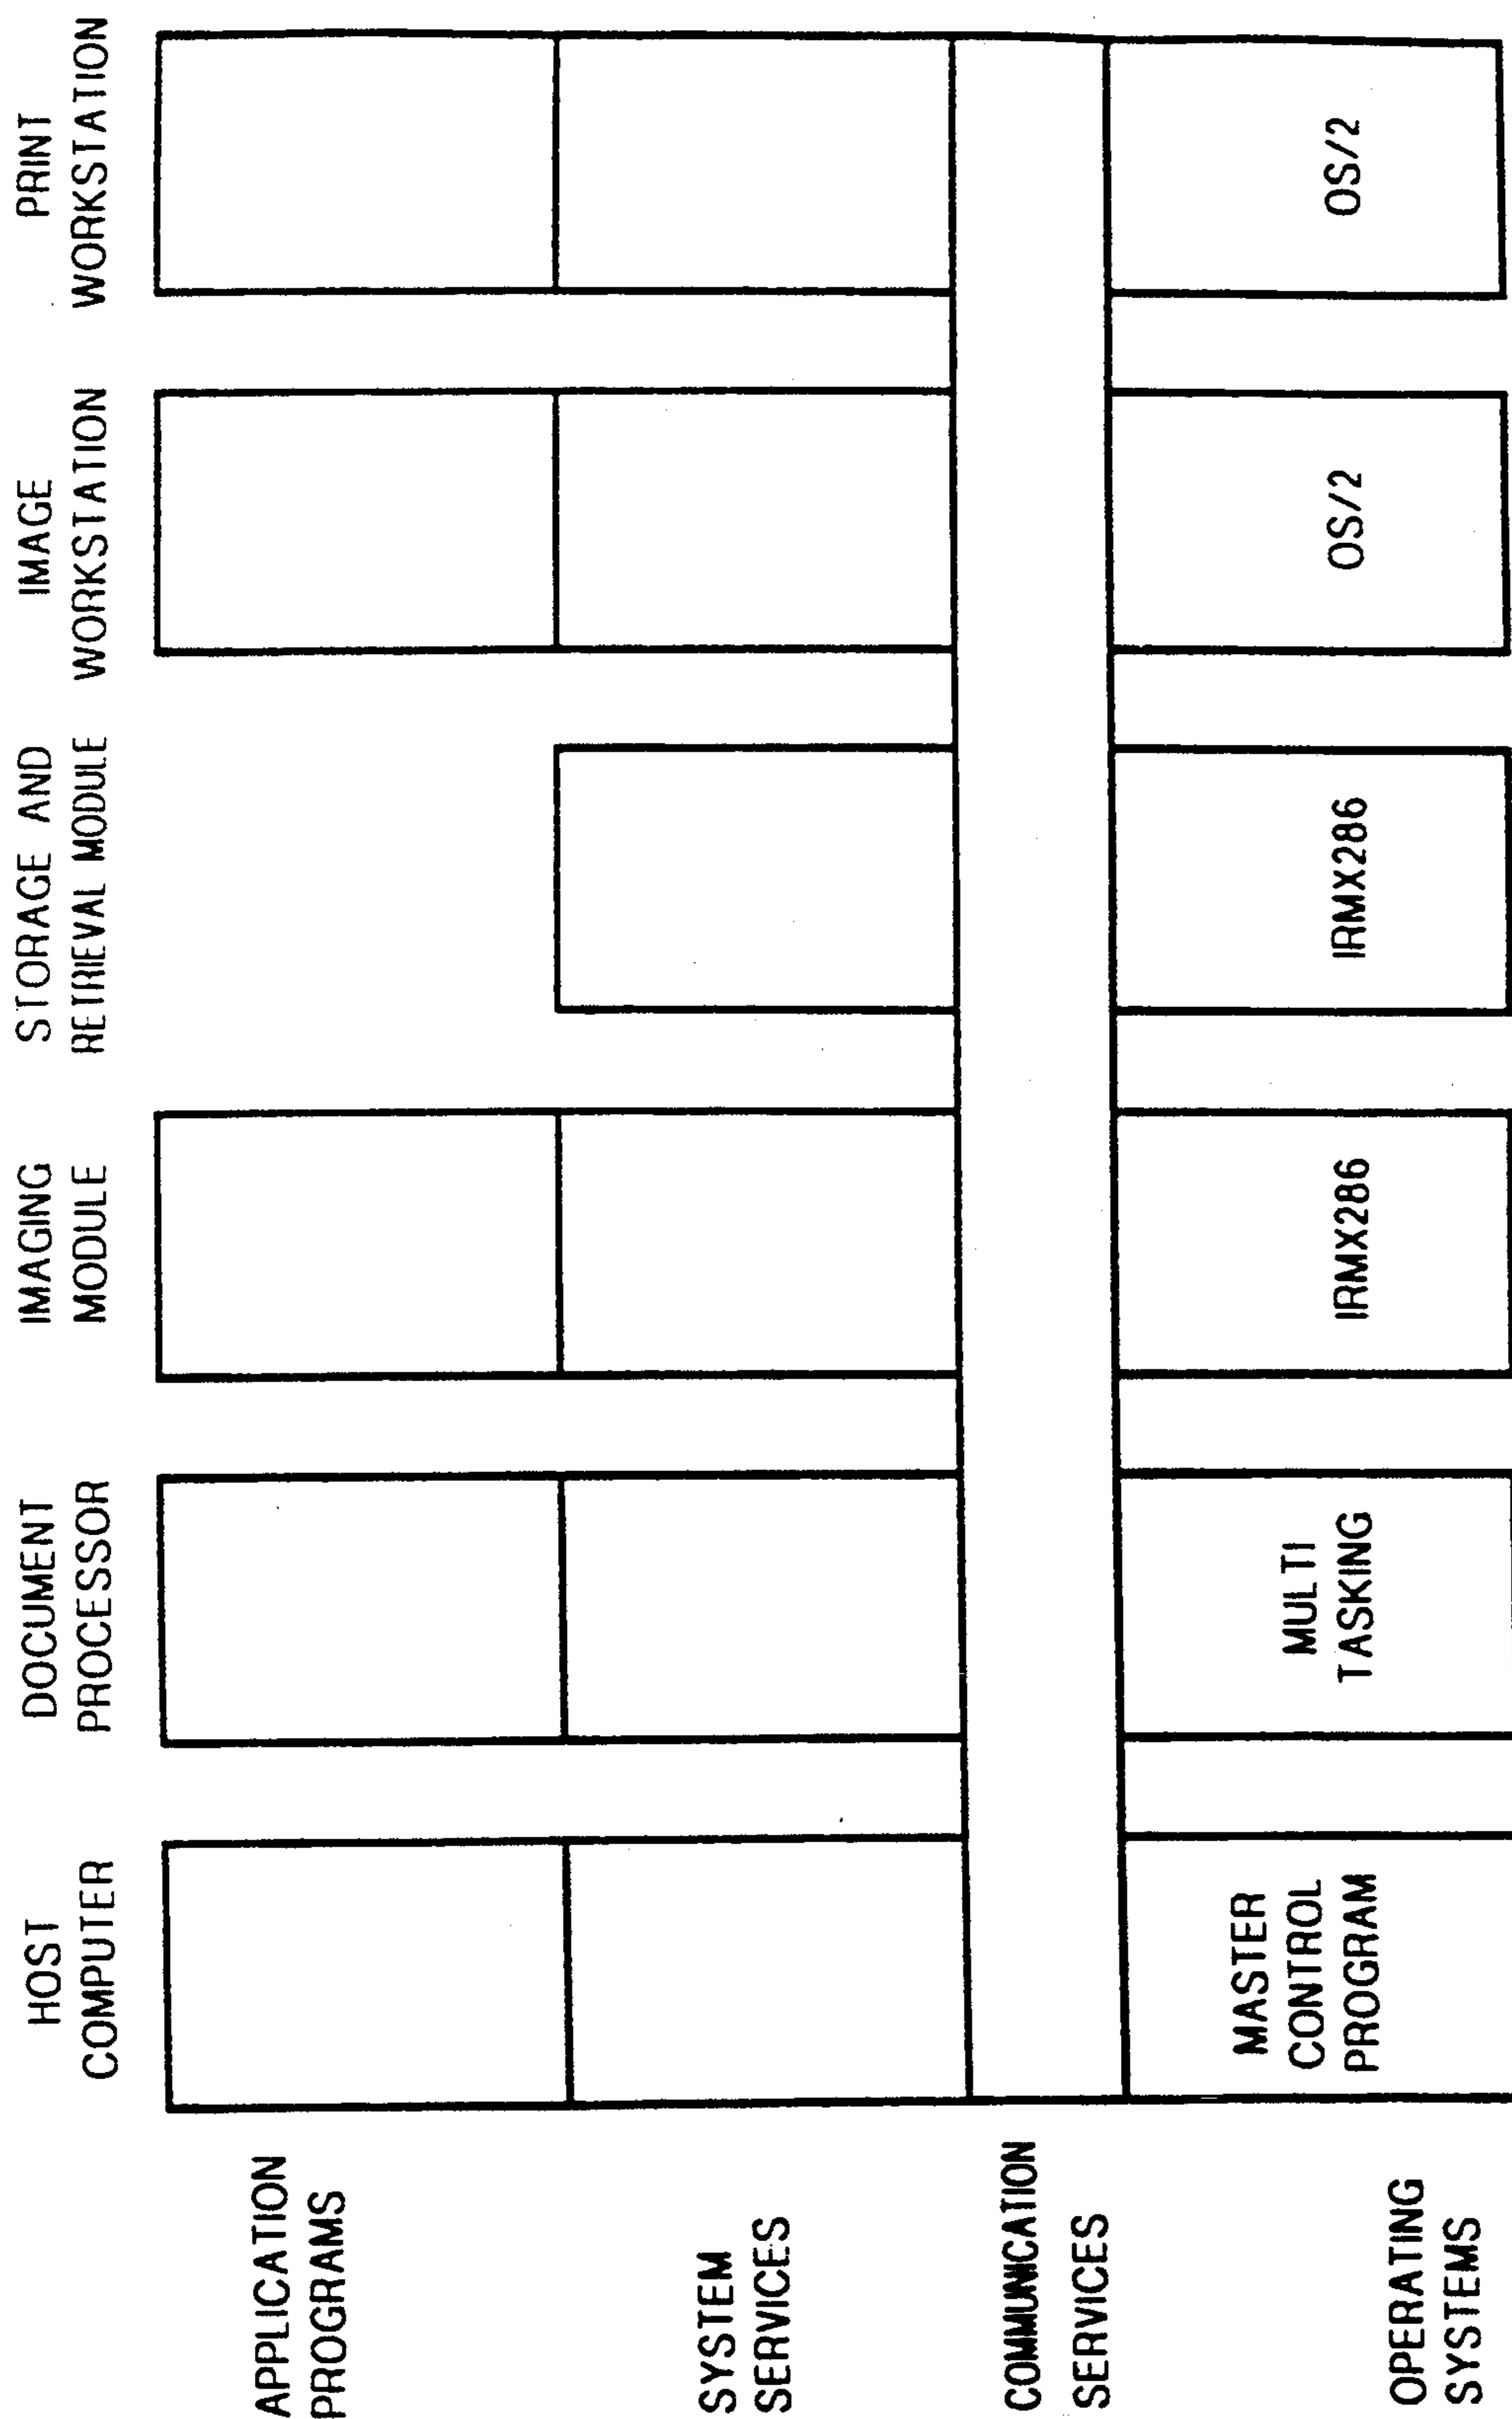 HOST
COMPUTER
DOCUMENT
PROCESSOR
IMAGING
MODULE
STORAGE AND
RETRIEVAL MODULE
IMAGE
WORKSTATION
PRINT
WORKSTATION
APPLICATION
PROGRAMS
SYSTEM
SERVICES
COMMUNICATION
SERVICES
OPERATING
SYSTEMS
MASTER
CONTROL
PROGRAM
MULTI
TASKING
IRMX286
IRMX286
OS/2
OS/2